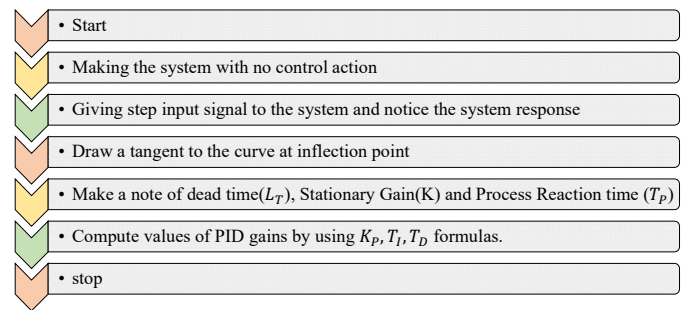 • Start
• Making the system with no control action
• Giving step input signal to the system and notice the system response
• Draw a tangent to the curve at inflection point
• Make a note of dead time(L_T), Stationary Gain(K) and Process Reaction time (T_P)
• Compute values of PID gains by using K_P, T_I, T_D formulas.
• stop